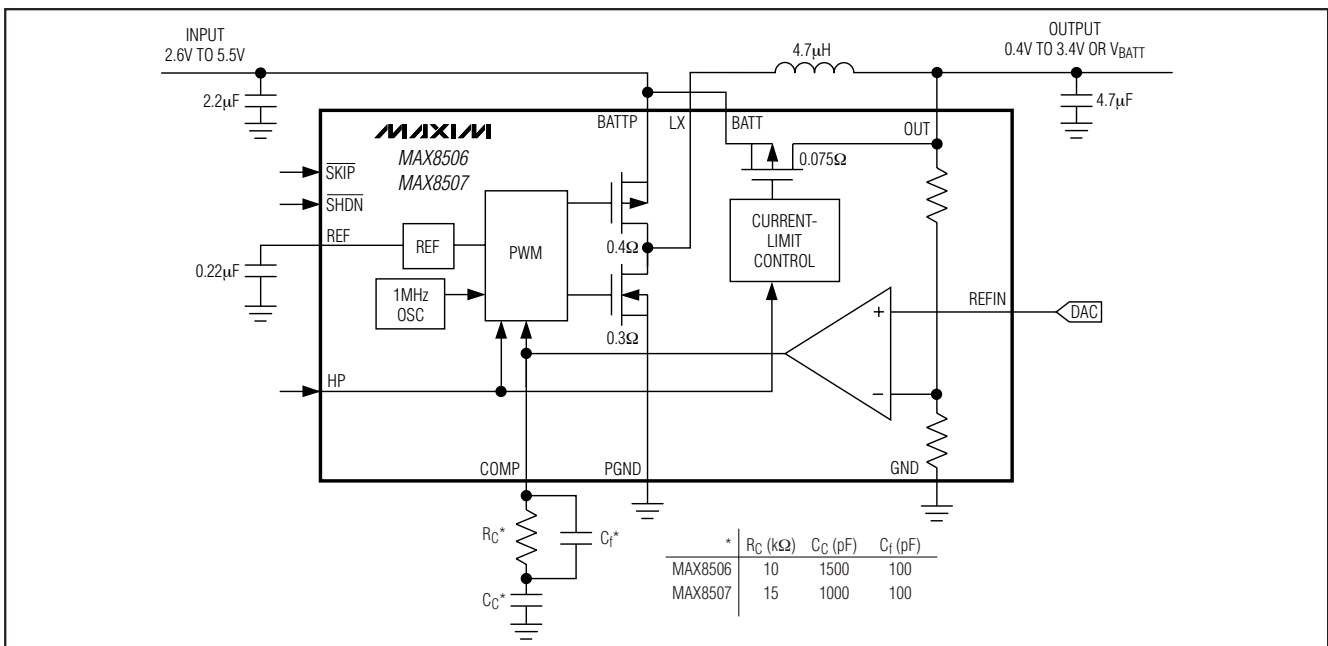 INPUT
2.6V TO 5.5V
OUTPUT
0.4V TO 3.4V OR VBATT
4.7μH
2.2μF
4.7μF
BATTP
LX
BATT
OUT
MAXIM
MAX8506
MAX8507
0.075Ω
SKIP
SHDN
REF
REF
PWM
0.4Ω
CURRENT-
LIMIT
CONTROL
0.22μF
1MHz
OSC
REFIN
DAC
+
0.3Ω
HP
−
COMP
PGND
GND
RC*
Cf*
CC*
* RC (kΩ) CC (pF) Cf (pF)
MAX8506 10 1500 100
MAX8507 15 1000 100